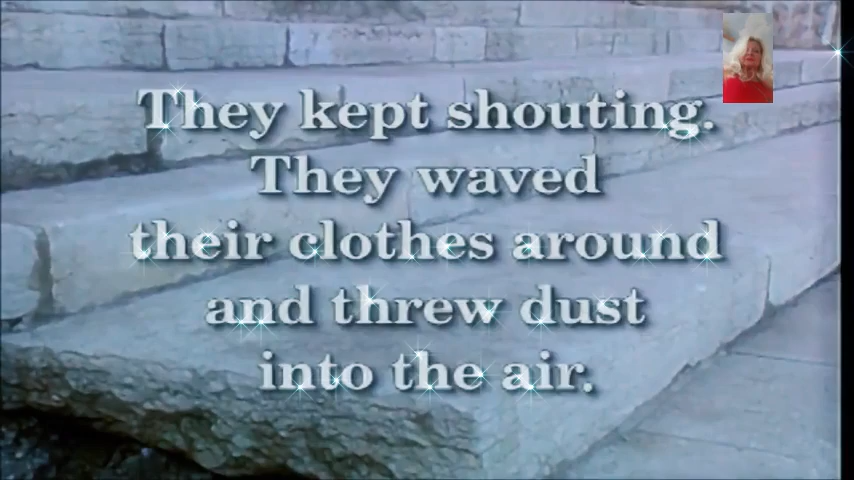 They kept shouting.
They waved
their clothes around
and threw dust
into the air.